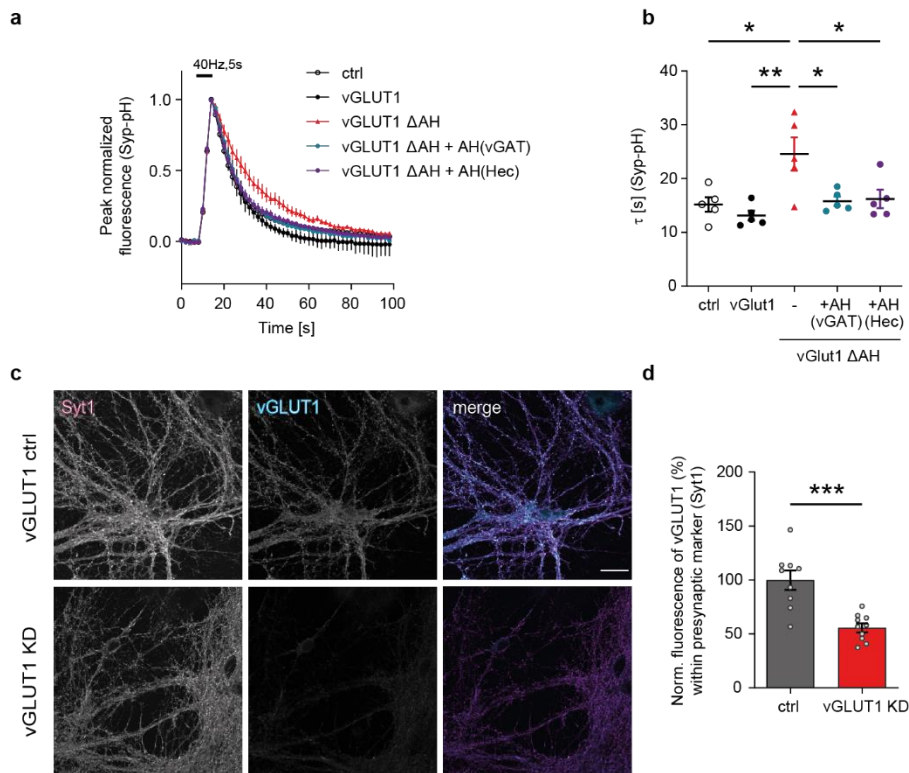 a
40Hz,5s
ctrl
vGLUT1
vGLUT1 ΔAH
vGLUT1 ΔAH + AH(vGAT)
vGLUT1 ΔAH + AH(Hec)
Peak normalized
fluorescence (Syp-pH)
1.0
0.5
0.0
0 20 40 60 80 100
Time [s]
b
* *
** *
τ [s] (Syp-pH)
40
30
20
10
0
ctrl vGlut1 - +AH +AH
(vGAT) (Hec)
vGlut1 ΔAH
c
vGLUT1 ctrl
Syt1 vGLUT1 merge
vGLUT1 KD
d
Norm. fluorescence of vGLUT1 (%)
within presynaptic marker (Syt1)
200
150
100
50
0
***
ctrl vGLUT1 KD